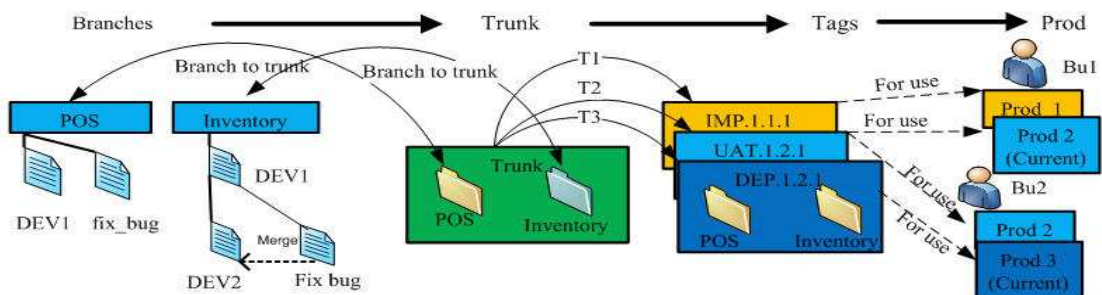 Branches
Trunk
Tags
Prod
Branch to trunk
Branch to trunk
T1
T2
T3
For use
For use
Bu1
POS
Inventory
IMP.1.1.1
UAT.1.2.1
DEP.1.2.1
Prod 1
Prod 2
(Current)
DEV1
fix_bug
DEV1
Trunk
POS
Inventory
POS
Inventory
For use
For use
Bu2
Merge
DEV2
Fix bug
Prod 2
Prod 3
(Current)